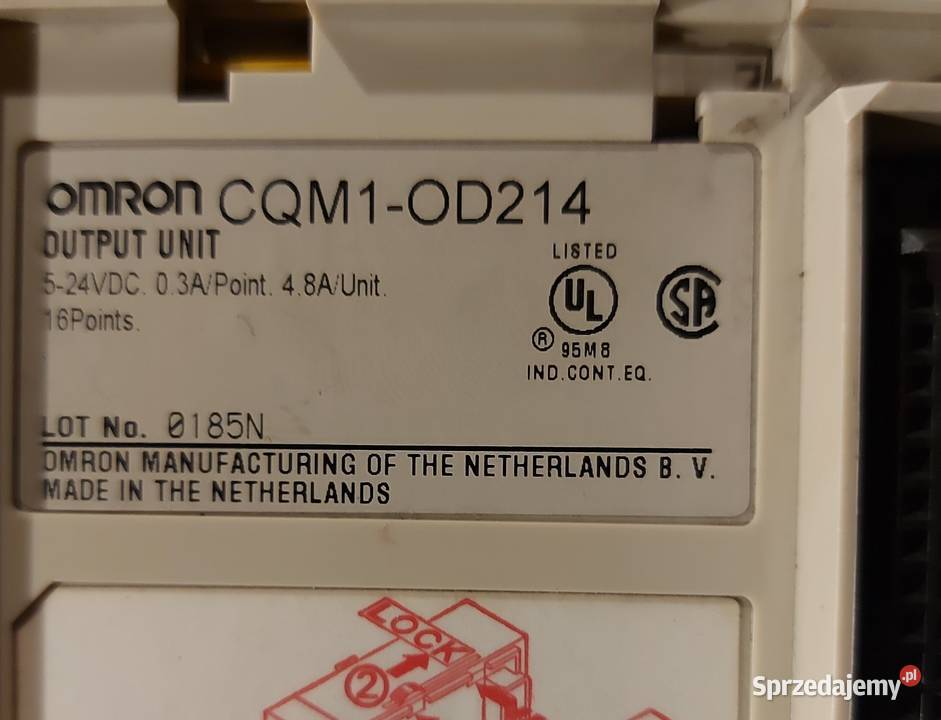 OMRON CQM1-OD214
OUTPUT UNIT
5-24VDC. 0.3A/Point. 4.8A/Unit.
16Points.
LISTED
UL
SA
® 95M8
IND.CONT.EQ.
LOT No. 0185N
OMRON MANUFACTURING OF THE NETHERLANDS B. V.
MADE IN THE NETHERLANDS
LOCK
2
Sprzedajemy.pl